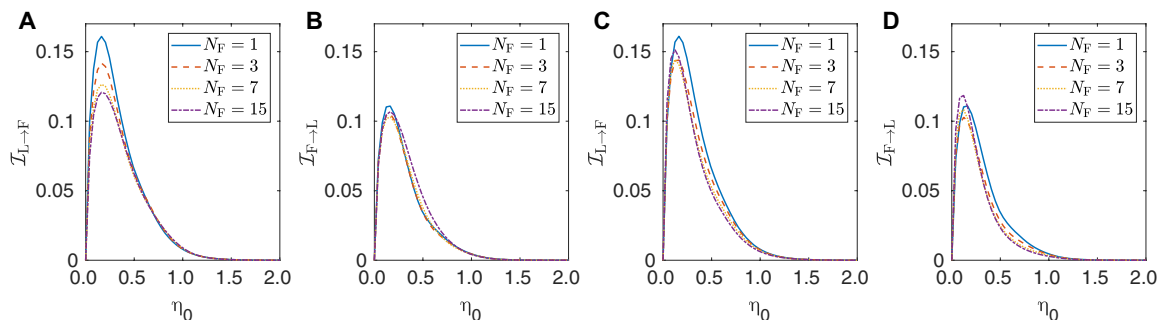 A
0.15
0.1
0.05
0
0.0 0.5 1.0 1.5 2.0
η₀
𝓘_L→F
N_F = 1
N_F = 3
N_F = 7
N_F = 15
B
0.15
0.1
0.05
0
0.0 0.5 1.0 1.5 2.0
η₀
𝓘_F→L
N_F = 1
N_F = 3
N_F = 7
N_F = 15
C
0.15
0.1
0.05
0
0.0 0.5 1.0 1.5 2.0
η₀
𝓘_L→F
N_F = 1
N_F = 3
N_F = 7
N_F = 15
D
0.15
0.1
0.05
0
0.0 0.5 1.0 1.5 2.0
η₀
𝓘_F→L
N_F = 1
N_F = 3
N_F = 7
N_F = 15